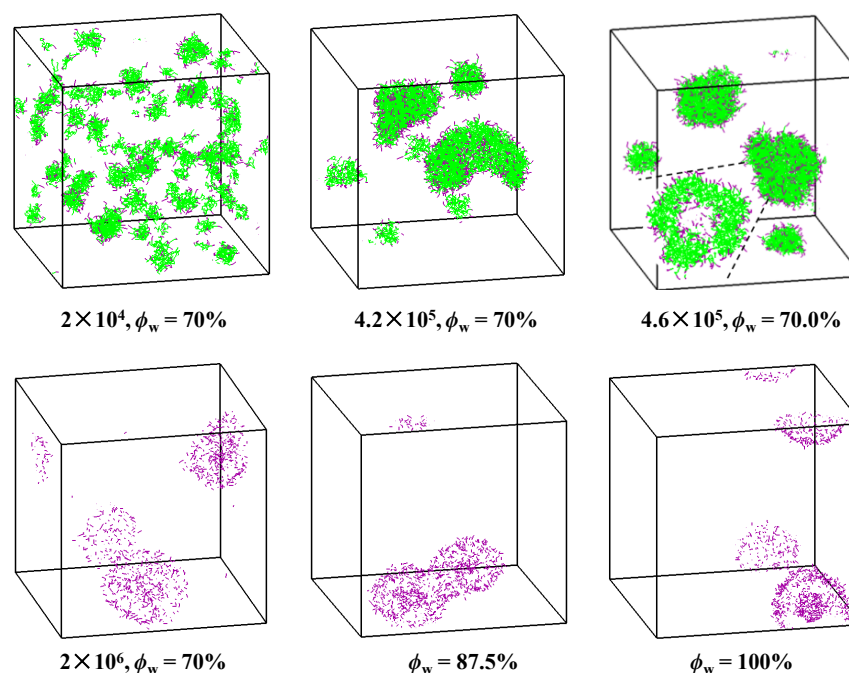 2×10⁴, ϕw = 70%
4.2×10⁵, ϕw = 70%
4.6×10⁵, ϕw = 70.0%
2×10⁶, ϕw = 70%
ϕw = 87.5%
ϕw = 100%